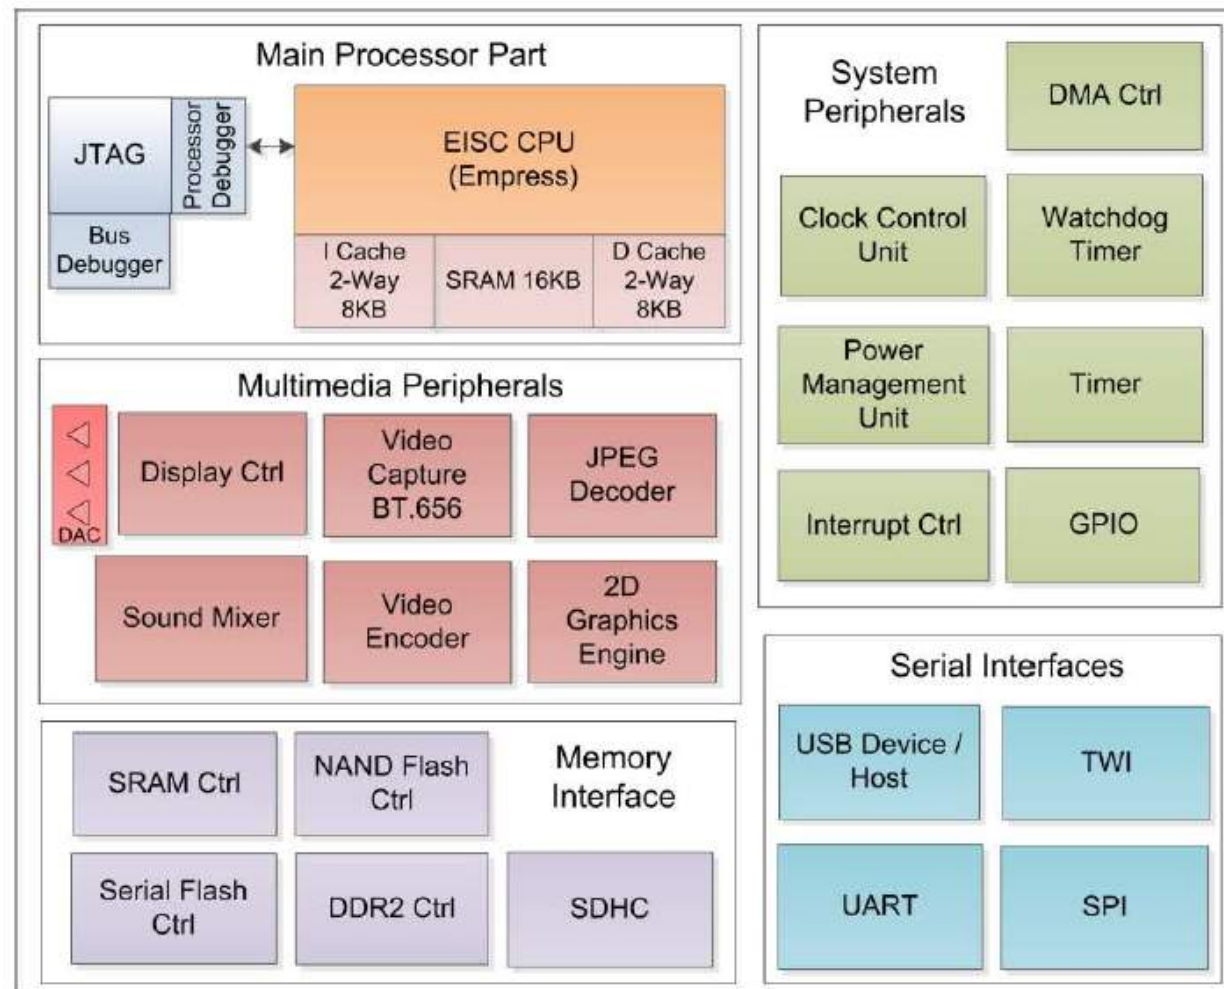 Main Processor Part
JTAG
Processor
Debugger
Bus
Debugger
EISC CPU
(Empress)
I Cache
2-Way
8KB
SRAM 16KB
D Cache
2-Way
8KB
Multimedia Peripherals
DAC
Display Ctrl
Video
Capture
BT.656
JPEG
Decoder
Sound Mixer
Video
Encoder
2D
Graphics
Engine
SRAM Ctrl
NAND Flash
Ctrl
Memory
Interface
Serial Flash
Ctrl
DDR2 Ctrl
SDHC
System
Peripherals
DMA Ctrl
Clock Control
Unit
Watchdog
Timer
Power
Management
Unit
Timer
Interrupt Ctrl
GPIO
Serial Interfaces
USB Device /
Host
TWI
UART
SPI